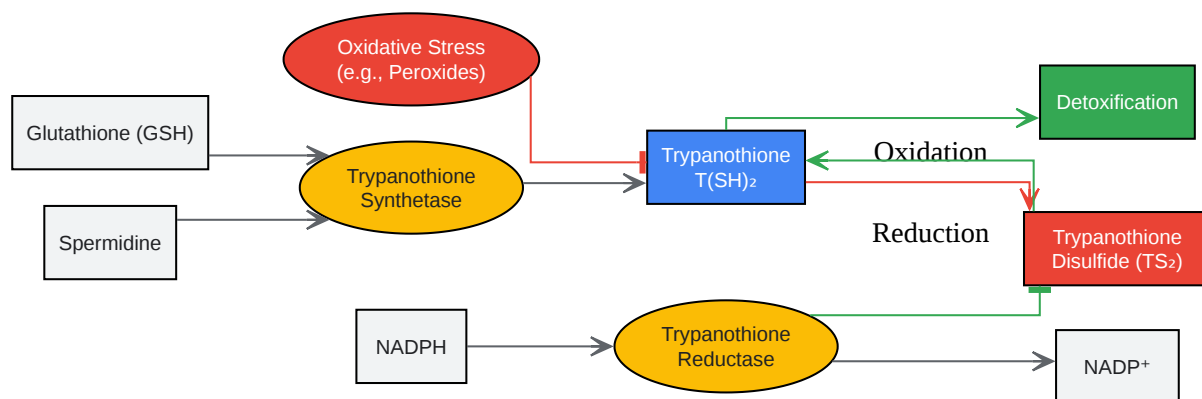 Oxidative Stress
(e.g., Peroxides)
Detoxification
Glutathione (GSH)
Trypanothione
T(SH)₂
Oxidation
Trypanothione
Synthetase
Spermidine
Reduction
Trypanothione
Disulfide (TS₂)
NADPH
Trypanothione
Reductase
NADP⁺